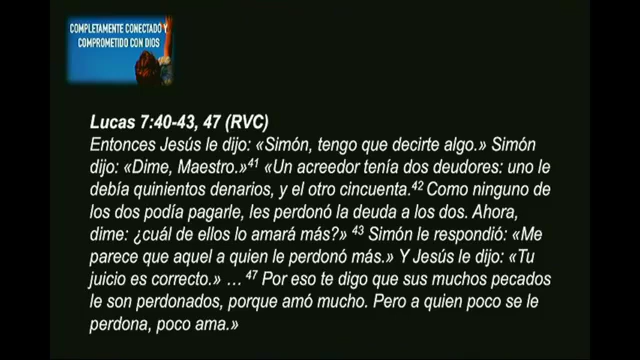 COMPLETAMENTE CONECTADO Y
COMPROMETIDO CON DIOS
Lucas 7:40-43, 47 (RVC)
Entonces Jesús le dijo: «Simón, tengo que decirte algo.» Simón
dijo: «Dime, Maestro.»⁴¹ «Un acreedor tenía dos deudores: uno le
debía quinientos denarios, y el otro cincuenta.⁴² Como ninguno de
los dos podía pagarle, les perdonó la deuda a los dos. Ahora,
dime: ¿cuál de ellos lo amará más?» ⁴³ Simón le respondió: «Me
parece que aquel a quien le perdonó más.» Y Jesús le dijo: «Tu
juicio es correcto.» … ⁴⁷ Por eso te digo que sus muchos pecados
le son perdonados, porque amó mucho. Pero a quien poco se le
perdona, poco ama.»